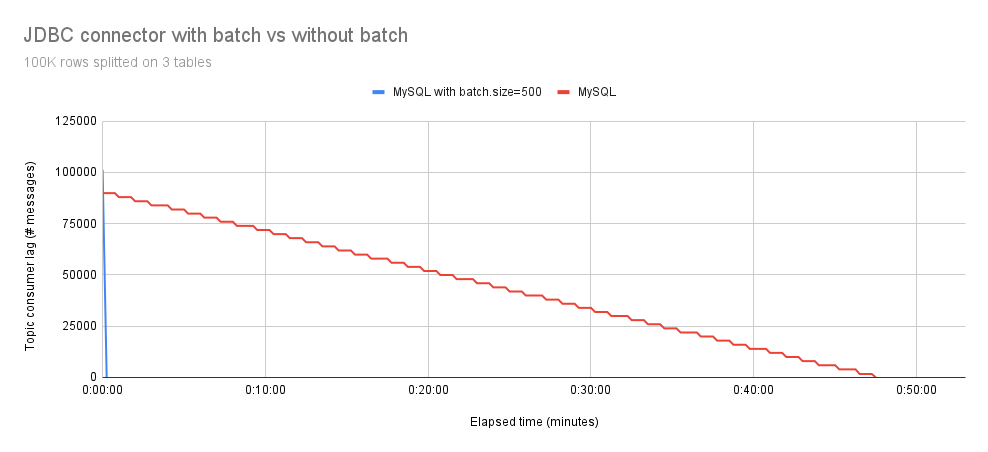 JDBC connector with batch vs without batch
100K rows splitted on 3 tables
MySQL with batch.size=500 MySQL
125000
100000
75000
50000
25000
0
Topic consumer lag (# messages)
0:00:00 0:10:00 0:20:00 0:30:00 0:40:00 0:50:00
Elapsed time (minutes)